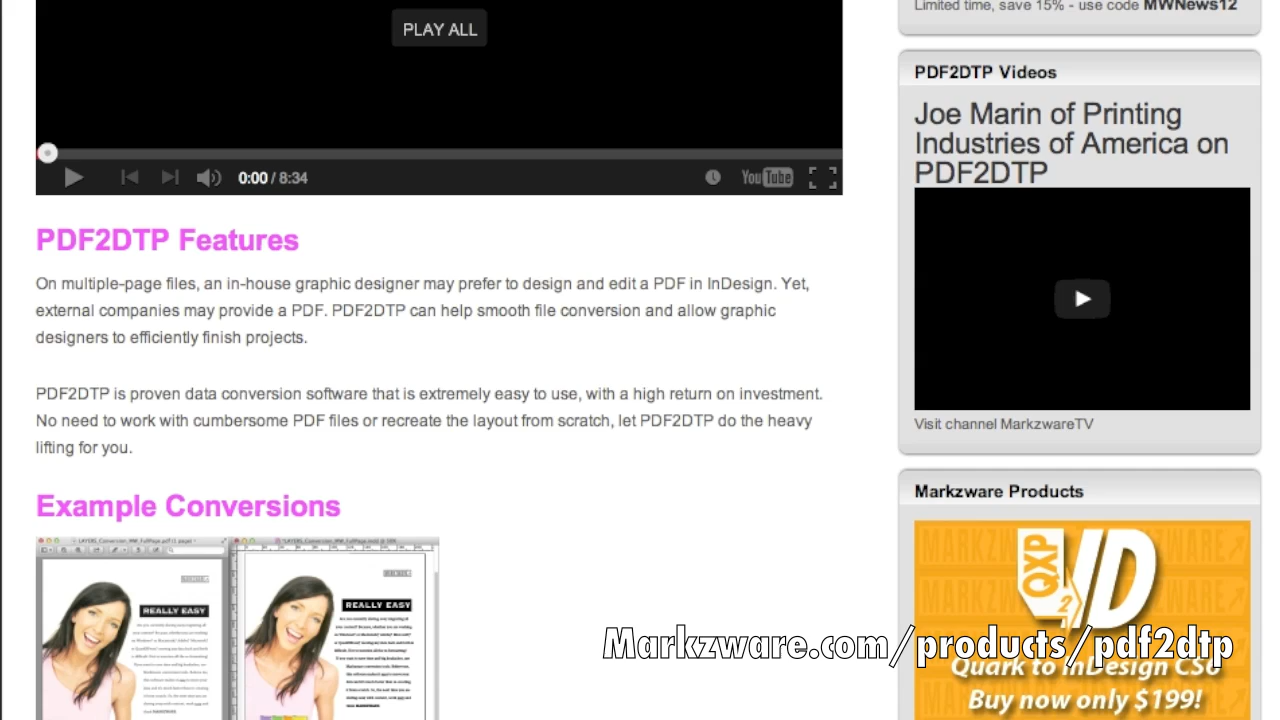 PLAY ALL
0:00 / 8:34
YouTube
PDF2DTP Features
On multiple-page files, an in-house graphic designer may prefer to design and edit a PDF in InDesign. Yet,
external companies may provide a PDF. PDF2DTP can help smooth file conversion and allow graphic
designers to efficiently finish projects.
PDF2DTP is proven data conversion software that is extremely easy to use, with a high return on investment.
No need to work with cumbersome PDF files or recreate the layout from scratch, let PDF2DTP do the heavy
lifting for you.
Example Conversions
REALLY EASY
REALLY EASY
Limited time, save 15% - use code MWNews12
PDF2DTP Videos
Joe Marin of Printing
Industries of America on
PDF2DTP
Visit channel MarkzwareTV
Markzware Products
QXP
2
ID
Markzware.com/products/pdf2dtp
Quark to InDesign CS6
Buy now only $199!